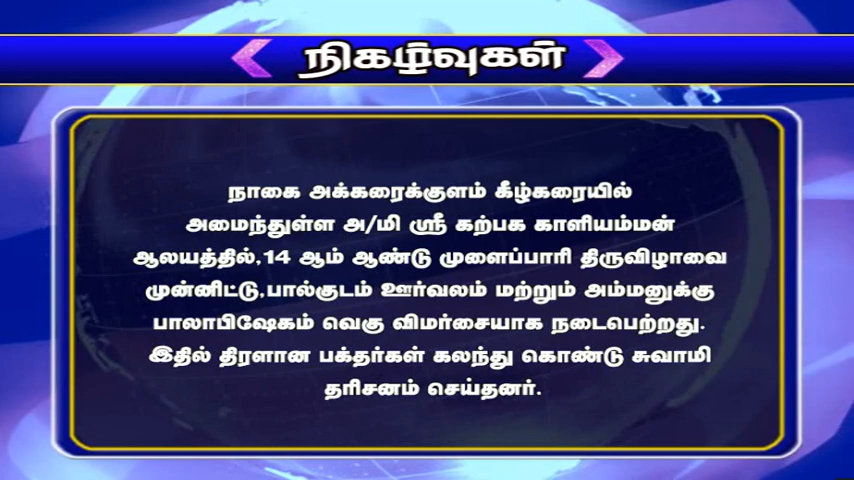 நிகழ்வுகள்
நாகை அக்கரைக்குளம் கீழ்கரையில்
அமைந்துள்ள அ/மி ஸ்ரீ கற்பக காளியம்மன்
ஆலயத்தில்,14 ஆம் ஆண்டு முளைப்பாரி திருவிழாவை
முன்னிட்டு,பால்குடம் ஊர்வலம் மற்றும் அம்மனுக்கு
பாலாபிஷேகம் வெகு விமர்சையாக நடைபெற்றது.
இதில் திரளான பக்தர்கள் கலந்து கொண்டு சுவாமி
தரிசனம் செய்தனர்.